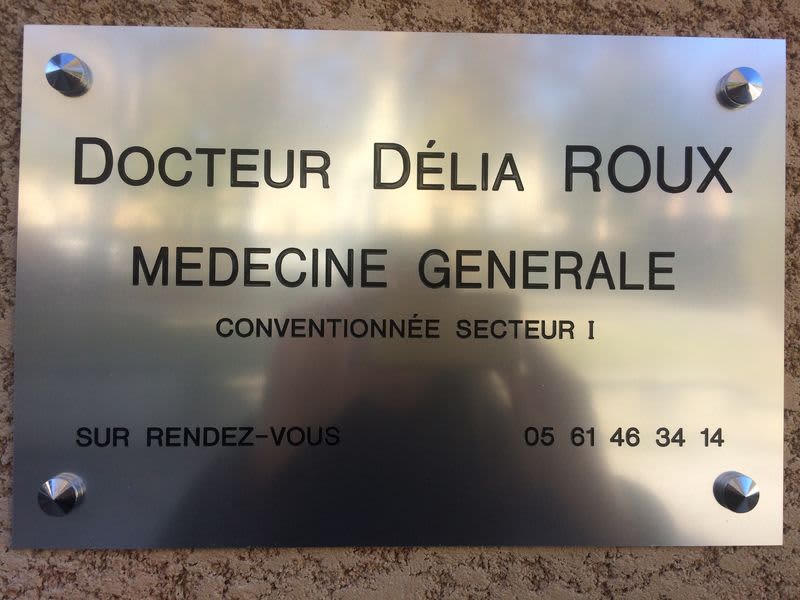 DOCTEUR DÉLIA ROUX
MEDECINE GENERALE
CONVENTIONNÉE SECTEUR I
SUR RENDEZ-VOUS 05 61 46 34 14